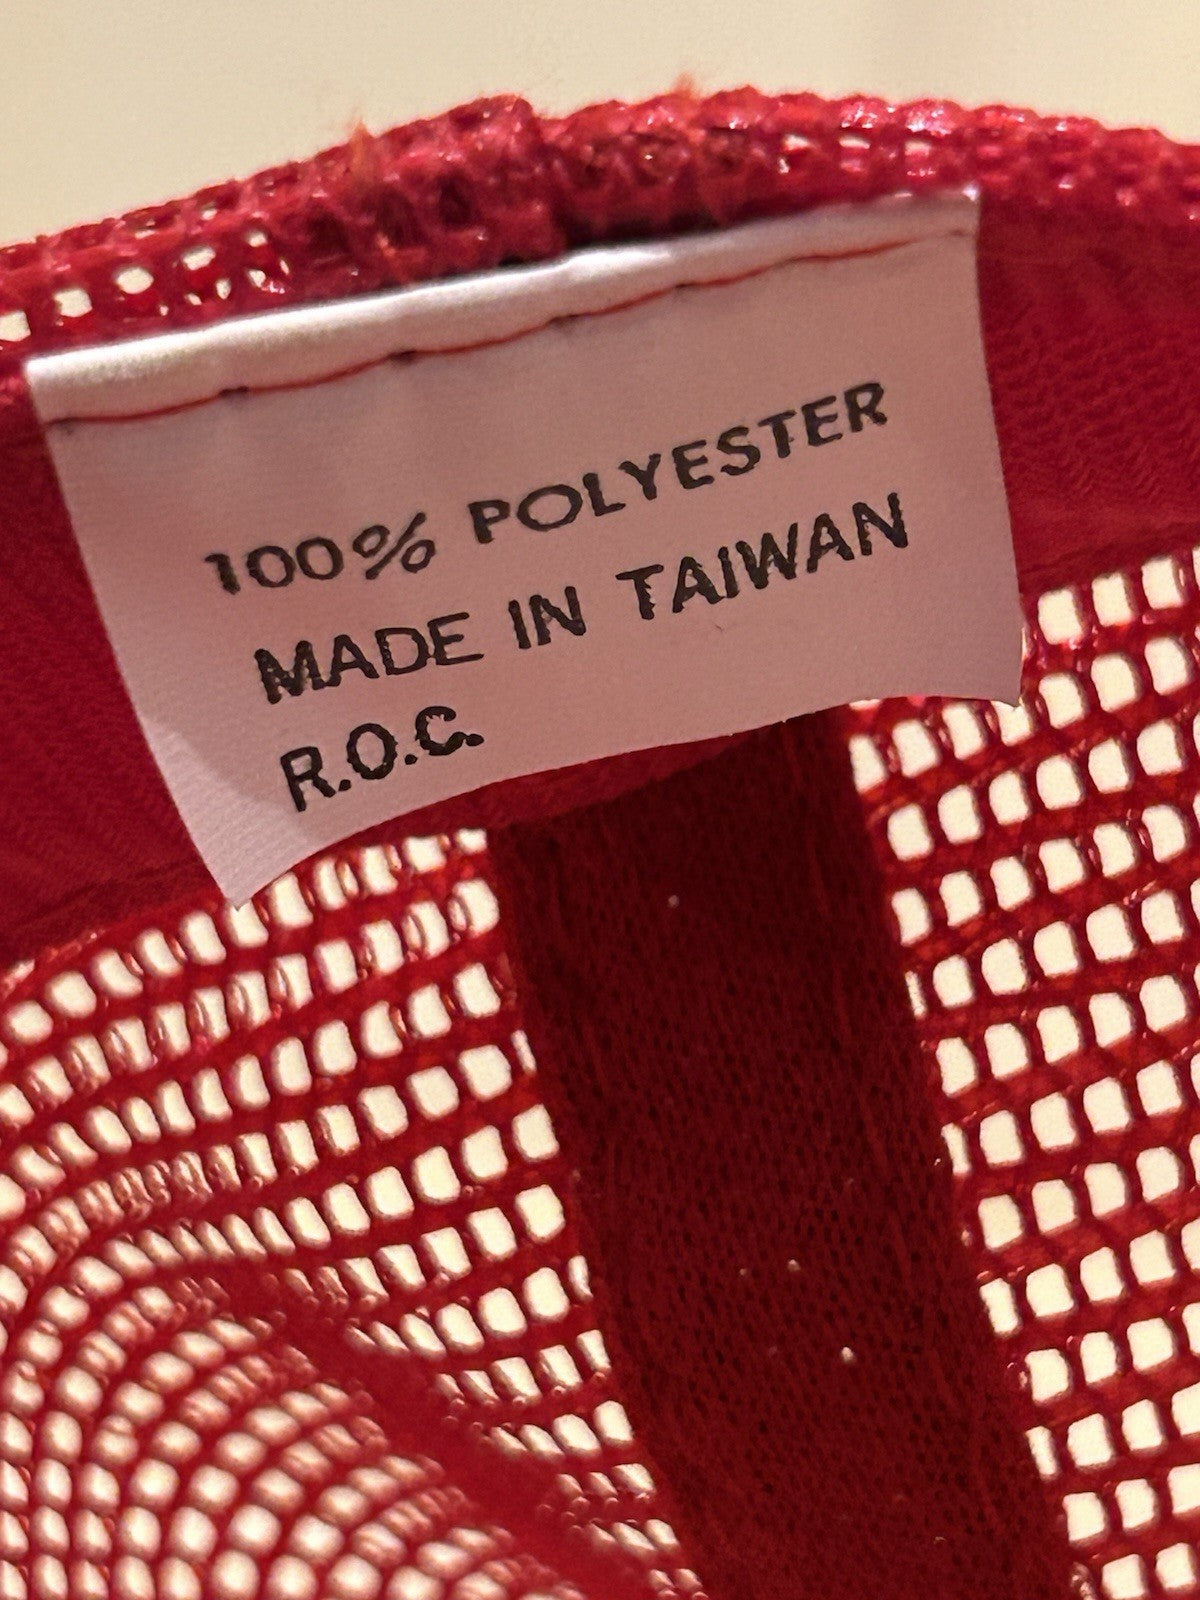 100% POLYESTER
MADE IN TAIWAN
R.O.C.